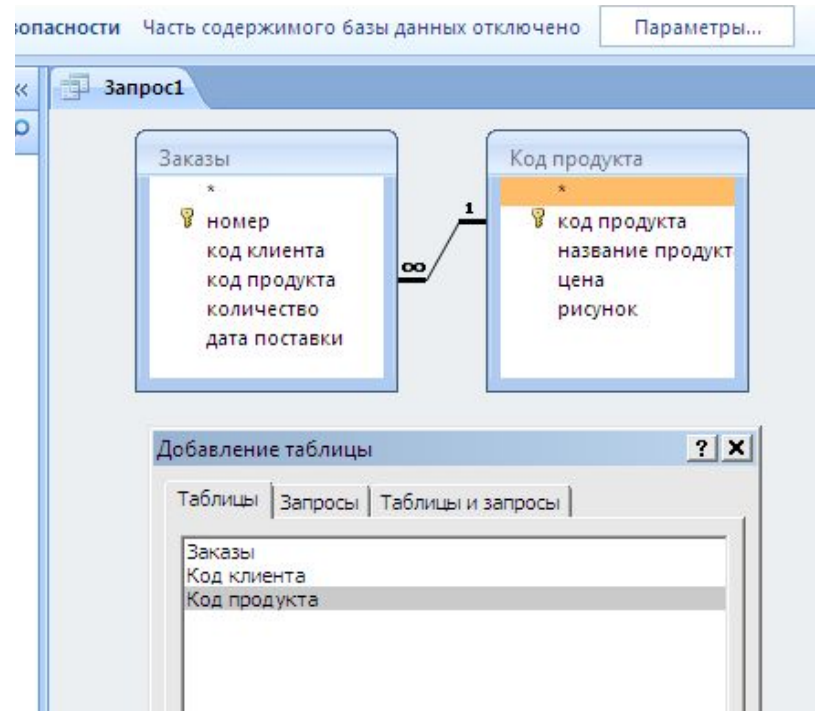 зопасности Часть содержимого базы данных отключено Параметры...
« Запрос1
Заказы
*
номер
код клиента
код продукта
количество
дата поставки
∞
1
Код продукта
*
код продукта
название продукт
цена
рисунок
Добавление таблицы ? X
Таблицы Запросы Таблицы и запросы
Заказы
Код клиента
Код продукта